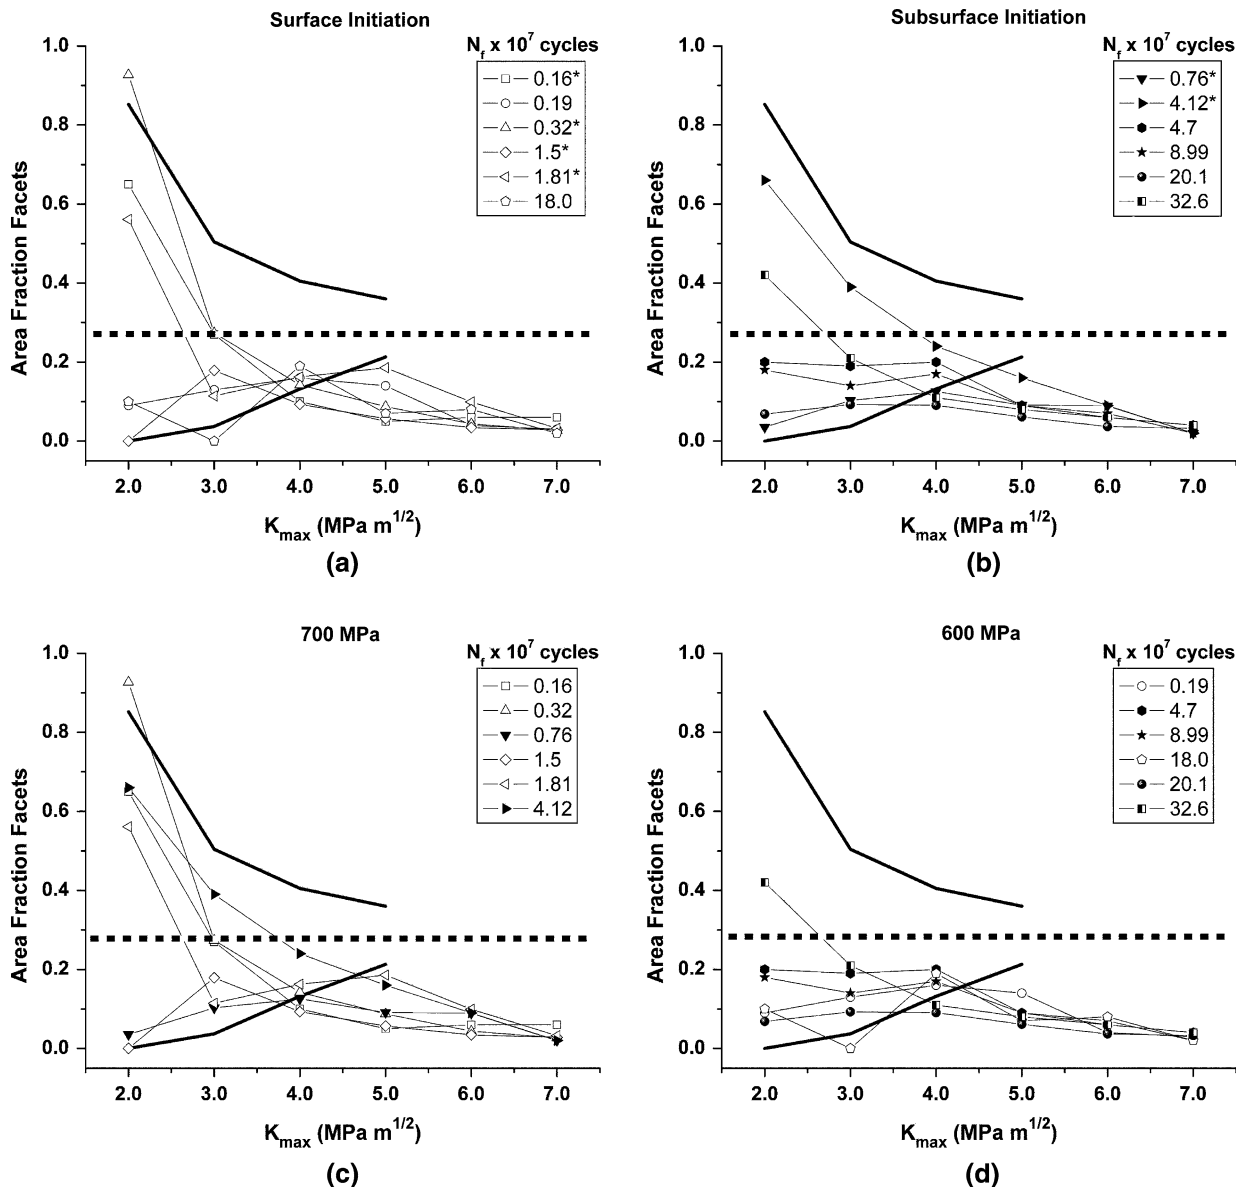 Surface Initiation
N_f x 10^7 cycles
0.16*
0.19
0.32*
1.5*
1.81*
18.0
Area Fraction Facets
1.0
0.8
0.6
0.4
0.2
0.0
2.0 3.0 4.0 5.0 6.0 7.0
K_max (MPa m^1/2)
(a)
Subsurface Initiation
N_f x 10^7 cycles
0.76*
4.12*
4.7
8.99
20.1
32.6
Area Fraction Facets
1.0
0.8
0.6
0.4
0.2
0.0
2.0 3.0 4.0 5.0 6.0 7.0
K_max (MPa m^1/2)
(b)
700 MPa
N_f x 10^7 cycles
0.16
0.32
0.76
1.5
1.81
4.12
Area Fraction Facets
1.0
0.8
0.6
0.4
0.2
0.0
2.0 3.0 4.0 5.0 6.0 7.0
K_max (MPa m^1/2)
(c)
600 MPa
N_f x 10^7 cycles
0.19
4.7
8.99
18.0
20.1
32.6
Area Fraction Facets
1.0
0.8
0.6
0.4
0.2
0.0
2.0 3.0 4.0 5.0 6.0 7.0
K_max (MPa m^1/2)
(d)